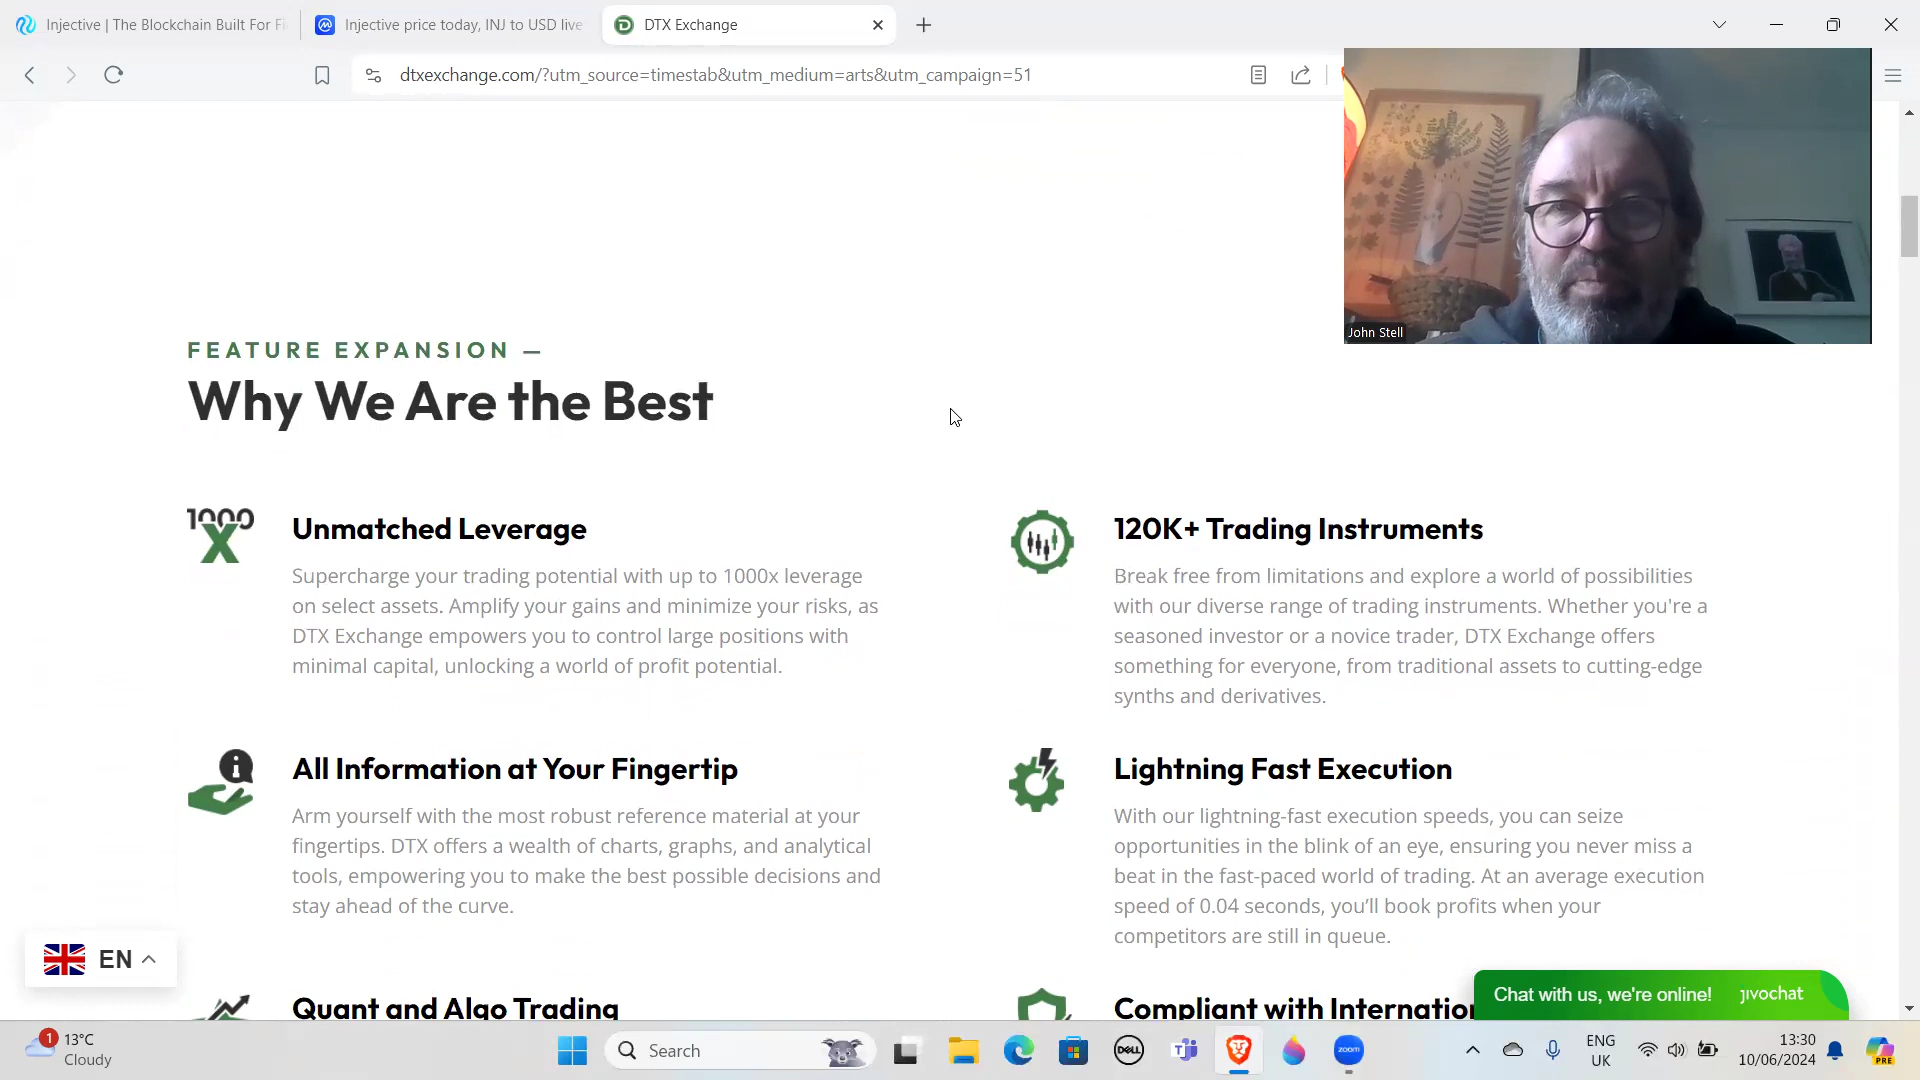 Injective | The Blockchain Built For Fi
Injective price today, INJ to USD live
DTX Exchange
dtxexchange.com/?utm_source=timestab&utm_medium=arts&utm_campaign=51
John Stell
FEATURE EXPANSION —
Why We Are the Best
1000
X
Unmatched Leverage
Supercharge your trading potential with up to 1000x leverage
on select assets. Amplify your gains and minimize your risks, as
DTX Exchange empowers you to control large positions with
minimal capital, unlocking a world of profit potential.
120K+ Trading Instruments
Break free from limitations and explore a world of possibilities
with our diverse range of trading instruments. Whether you're a
seasoned investor or a novice trader, DTX Exchange offers
something for everyone, from traditional assets to cutting-edge
synths and derivatives.
All Information at Your Fingertip
Arm yourself with the most robust reference material at your
fingertips. DTX offers a wealth of charts, graphs, and analytical
tools, empowering you to make the best possible decisions and
stay ahead of the curve.
Lightning Fast Execution
With our lightning-fast execution speeds, you can seize
opportunities in the blink of an eye, ensuring you never miss a
beat in the fast-paced world of trading. At an average execution
speed of 0.04 seconds, you'll book profits when your
competitors are still in queue.
EN
Quant and Algo Trading
Compliant with Internation
Chat with us, we're online!
jivochat
1
13°C
Cloudy
Search
DELL
zoom
ENG
UK
13:30
10/06/2024
PRE